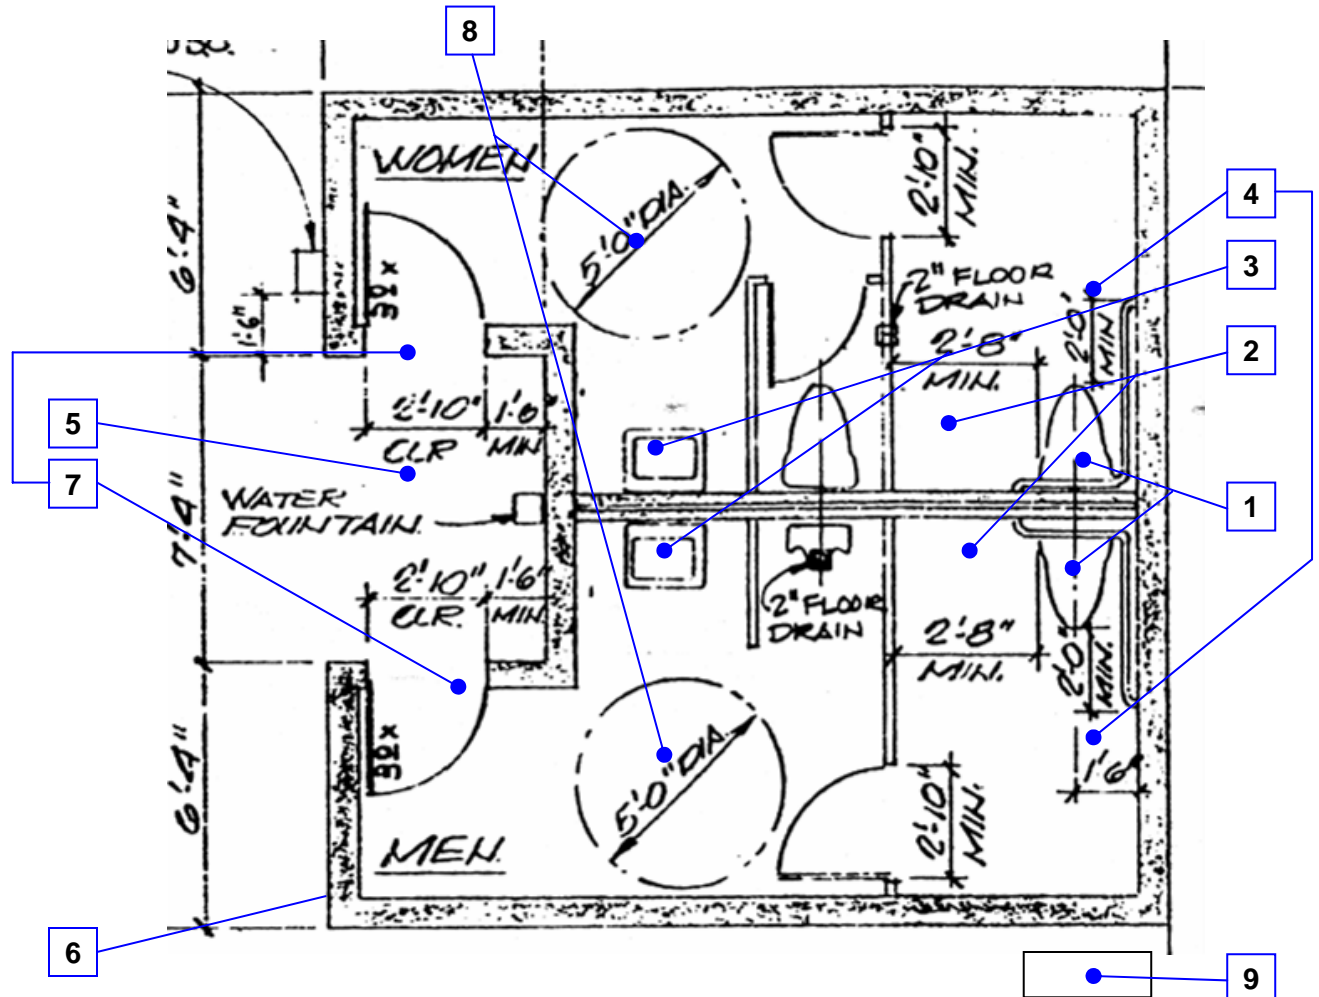 8
WOMEN
6'-4"
1'-6"
3⁰ x
5'-0" DIA.
2'-10"
MIN.
4
3
2" FLOOR
DRAIN
2'-0"
MIN
2'-8"
MIN.
2
2'-10"
CLR
1'-6"
MIN
5
7
WATER
FOUNTAIN.
7'-4"
1
2'-10"
CLR.
1'-6"
MIN.
2" FLOOR
DRAIN
2'-8"
MIN.
2'-0"
MIN.
1'-6"
5'-0" DIA.
2'-10"
MIN.
6'-4"
MEN.
6
9